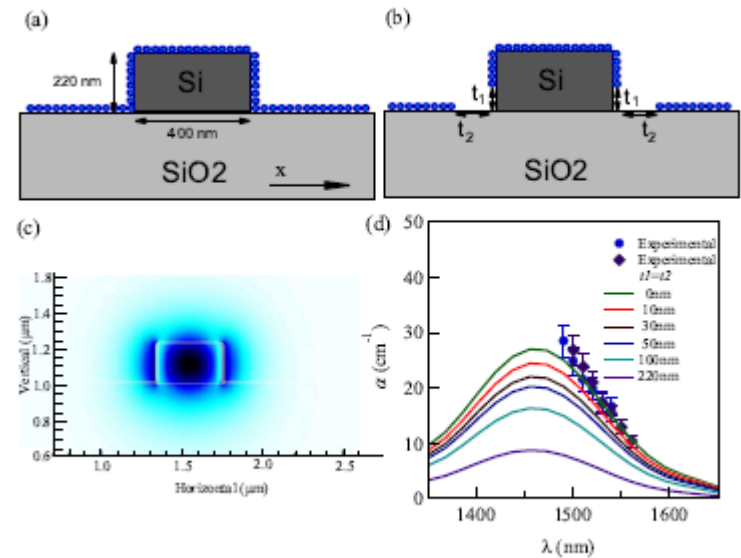 (a)
220 nm
Si
400 nm
SiO2
x
(b)
Si
t1
t1
t2
t2
SiO2
(c)
Vertical (μm)
1.8
1.6
1.4
1.2
1.0
0.8
0.6
1.0
1.5
2.0
2.5
Horizontal (μm)
(d)
α (cm-1)
50
40
30
20
10
0
Experimental
Experimental
t1=t2
0nm
10nm
30nm
50nm
100nm
220nm
1400
1500
1600
λ (nm)